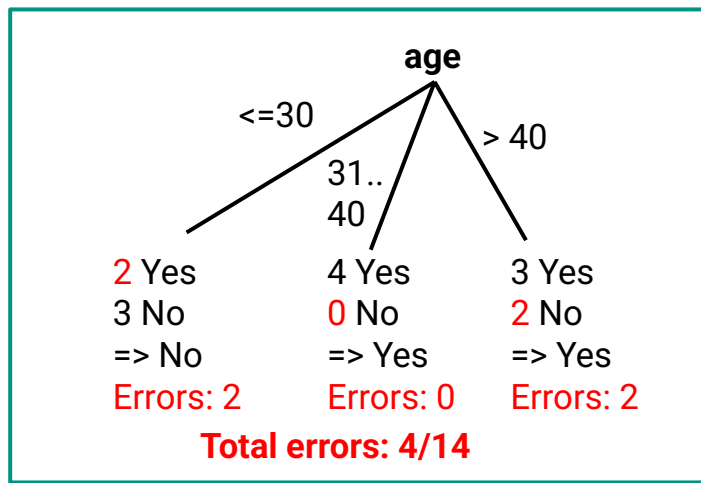 age
<=30
31..
40
> 40
2 Yes
3 No
=> No
Errors: 2
4 Yes
0 No
=> Yes
Errors: 0
3 Yes
2 No
=> Yes
Errors: 2
Total errors: 4/14